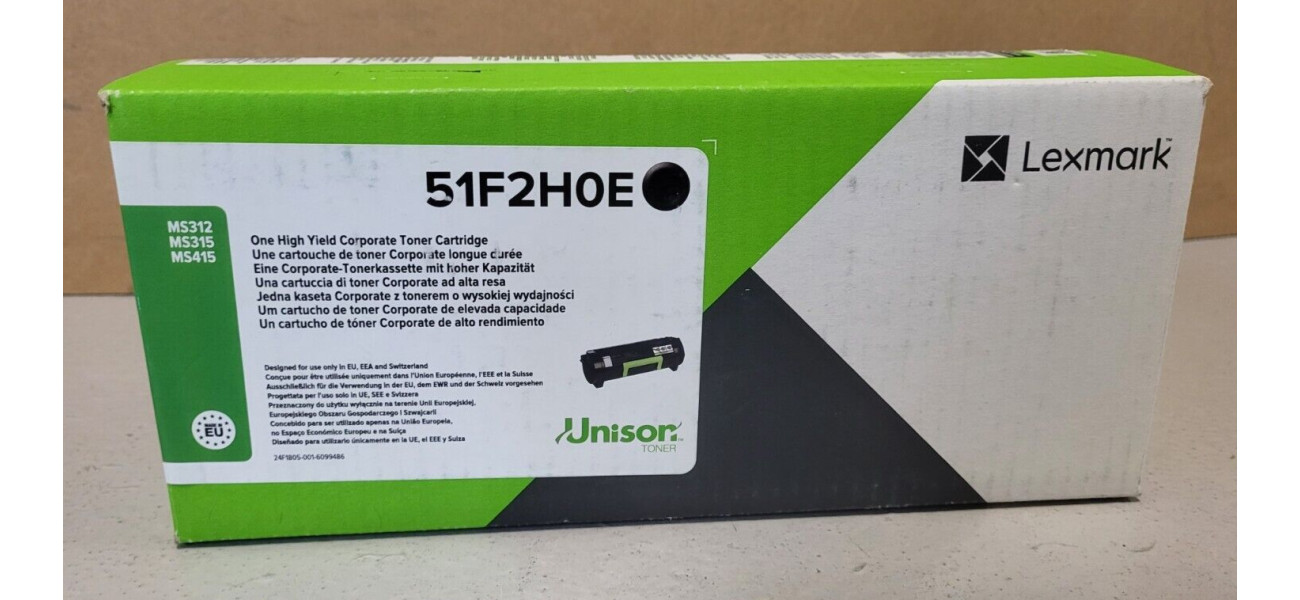 Lexmark™
51F2H0E
MS312
MS315
MS415
One High Yield Corporate Toner Cartridge
Une cartouche de toner Corporate longue durée
Eine Corporate-Tonerkassette mit hoher Kapazität
Una cartuccia di toner Corporate ad alta resa
Jedna kaseta Corporate z tonerem o wysokiej wydajności
Um cartucho de toner Corporate de elevada capacidade
Un cartucho de tóner Corporate de alto rendimiento
Designed for use only in EU, EEA and Switzerland
Conçue pour être utilisée uniquement dans l'Union Européenne, l'EEE et la Suisse
Ausschließlich für die Verwendung in der EU, dem EWR und der Schweiz vorgesehen
Progettata per l'uso solo in UE, SEE e Svizzera
Przeznaczony do użytku wyłącznie na terenie Unii Europejskiej,
Europejskiego Obszaru Gospodarczego i Szwajcarii
Concebido para ser utilizado apenas na União Europeia,
no Espaço Económico Europeu e na Suíça
Diseñado para utilizarlo únicamente en la UE, el EEE y Suiza
24F1805-001-6099486
MADE IN
EU
Unison™
TONER